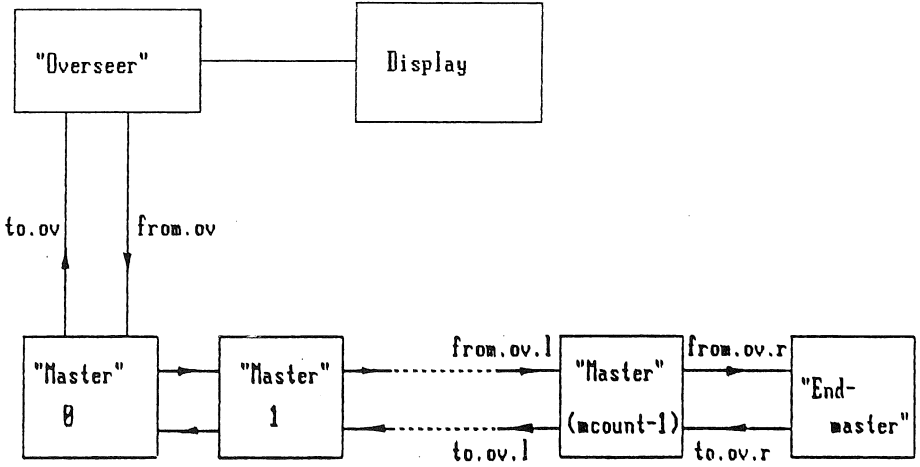 "Overseer"
Display
to.ov
from.ov
"Master"
0
"Master"
1
from.ov.l
to.ov.l
"Master"
(mcount-1)
from.ov.r
to.ov.r
"End-
master"